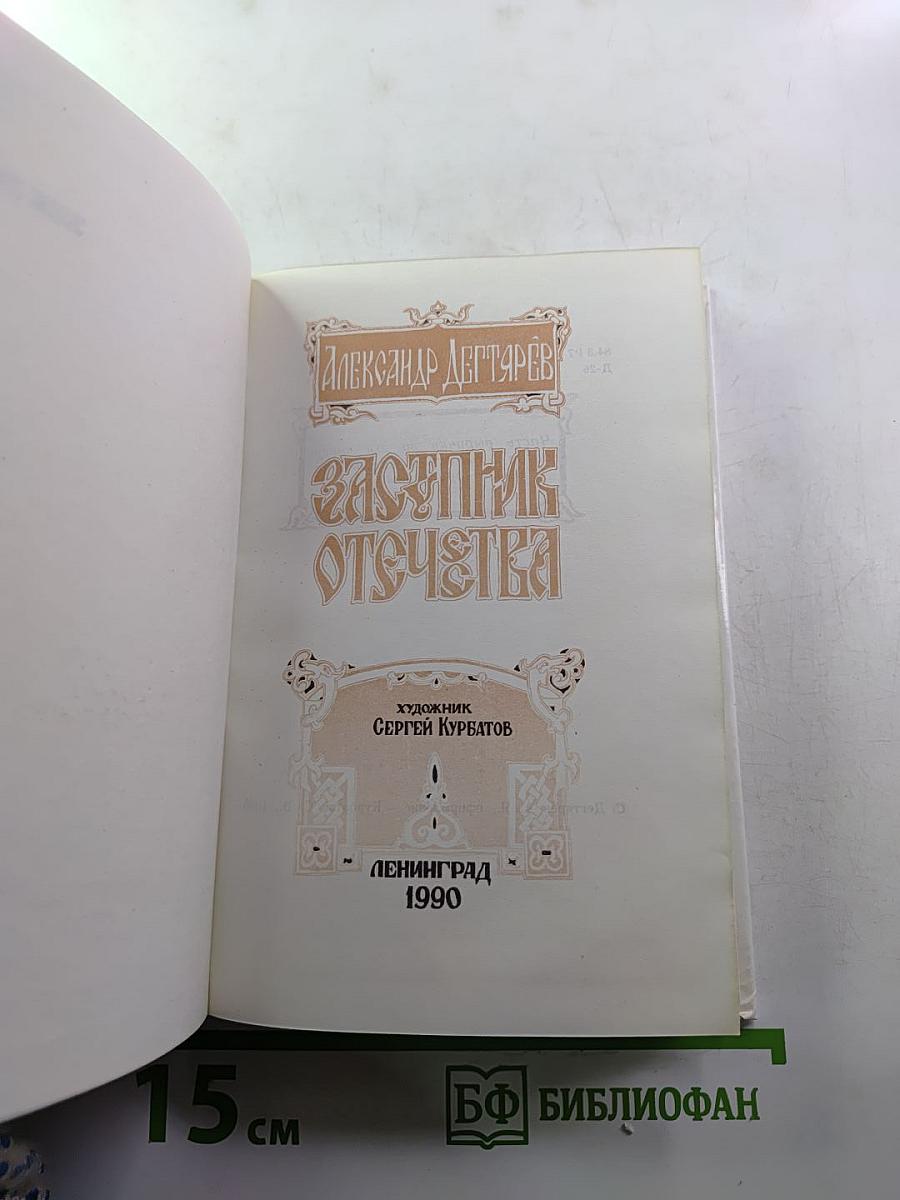 Александр Дегтярёв
Заступник
Отечества
художник
Сергей Курбатов
Ленинград
1990
15 см
БФ БИБЛИОФАН